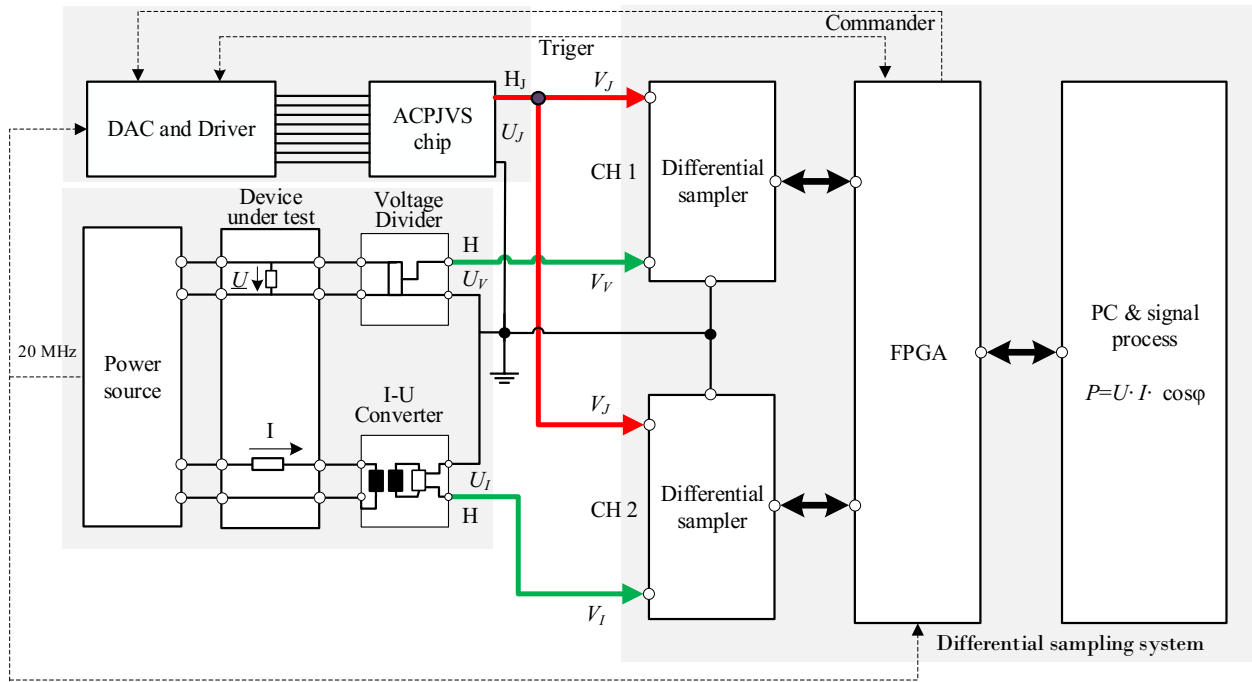 Commander
Triger
H_J
V_J
DAC and Driver
ACPJVS
chip
U_J
CH 1
Differential
sampler
Device
under test
Voltage
Divider
H
U
U_V
V_V
20 MHz
Power
source
FPGA
PC & signal
process
P=U· I· cosφ
I-U
Converter
I
V_J
U_I
H
CH 2
Differential
sampler
V_I
Differential sampling system